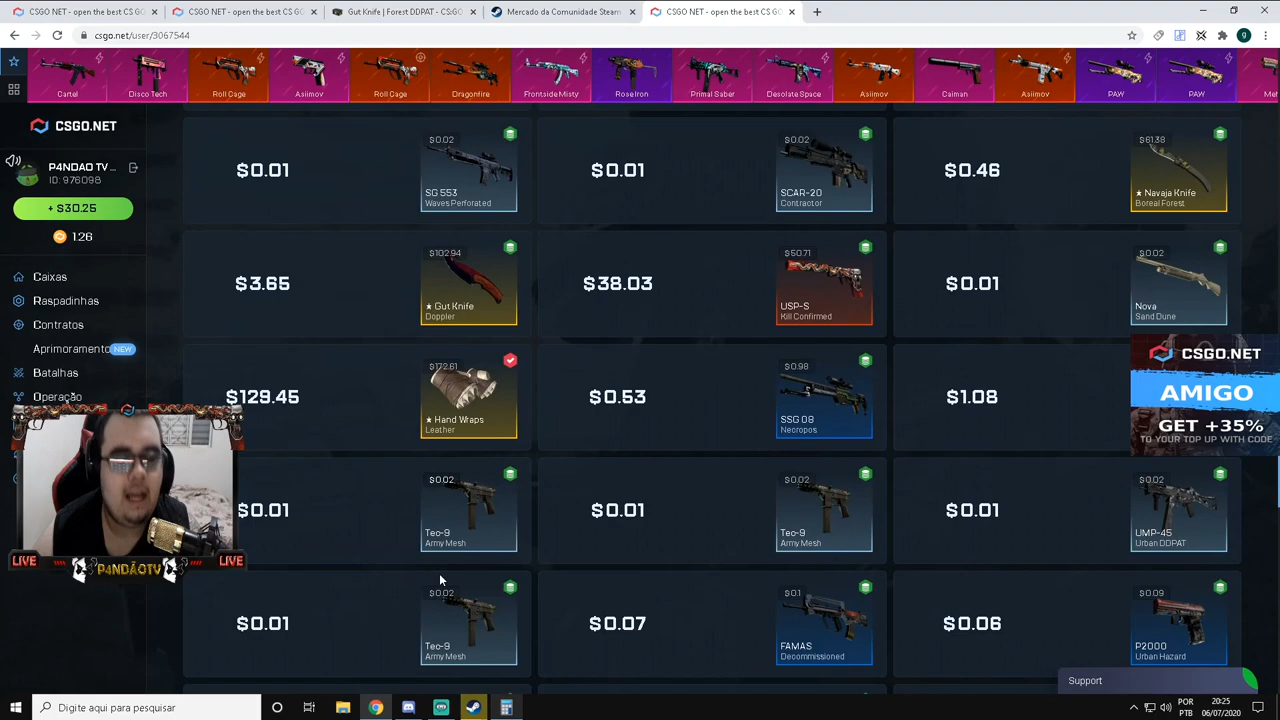 CSGO NET - open the best CS GO
CSGO NET - open the best CS GO
Gut Knife | Forest DDPAT - CS:GO
Mercado da Comunidade Steam
CSGO NET - open the best CS GO
csgo.net/user/3067544
Cartel
Disco Tech
Roll Cage
Asiimov
Roll Cage
Dragonfire
Frontside Misty
Rose Iron
Primal Saber
Desolate Space
Asiimov
Caiman
Asiimov
PAW
PAW
CSGO.NET
P4NDAO TV ...
ID: 976098
+ $30.25
126
Caixas
Raspadinhas
Contratos
Aprimoramento NEW
Batalhas
Operação
$0.01
$0.02
SG 553
Waves Perforated
$0.01
$0.02
SCAR-20
Contractor
$0.46
$61.38
★ Navaja Knife
Boreal Forest
$3.65
$102.94
★ Gut Knife
Doppler
$38.03
$50.71
USP-S
Kill Confirmed
$0.01
$0.02
Nova
Sand Dune
$129.45
$172.61
★ Hand Wraps
Leather
$0.53
$0.98
SSG 08
Necropos
$1.08
CSGO.NET
AMIGO
GET +35%
TO YOUR TOP UP WITH CODE
$0.01
$0.02
Tec-9
Army Mesh
$0.01
$0.02
Tec-9
Army Mesh
$0.01
$0.02
UMP-45
Urban DDPAT
$0.01
$0.02
Tec-9
Army Mesh
$0.07
$0.1
FAMAS
Decommissioned
$0.06
$0.09
P2000
Urban Hazard
LIVE
P4NDÃOTV
LIVE
Support
Digite aqui para pesquisar
POR
PTB
20:25
06/07/2020